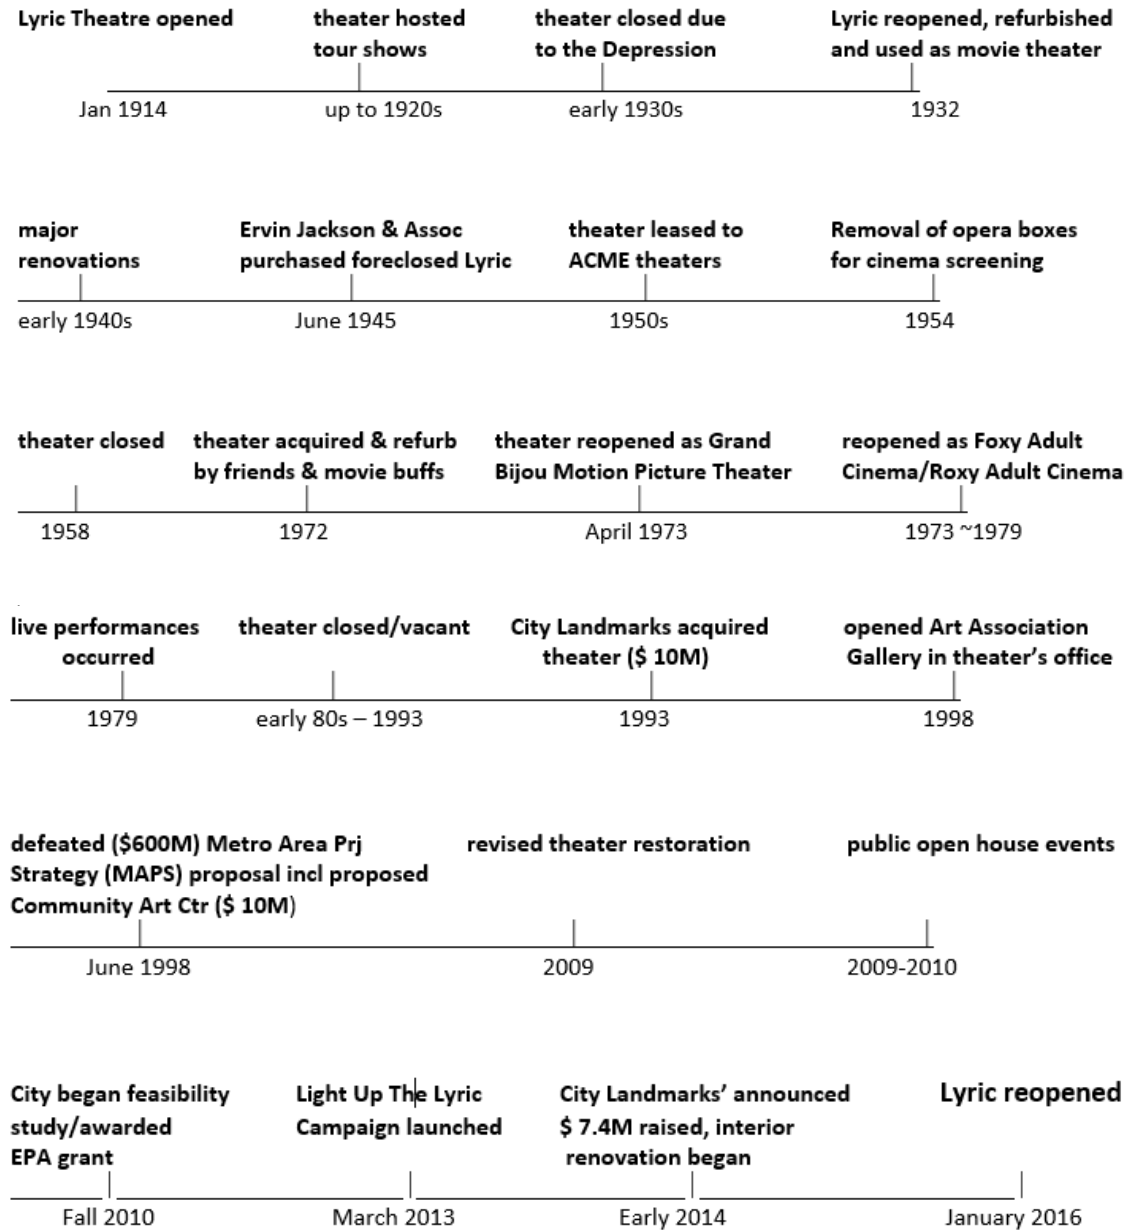 Lyric Theatre opened
theater hosted
tour shows
theater closed due
to the Depression
Lyric reopened, refurbished
and used as movie theater
Jan 1914
up to 1920s
early 1930s
1932
major
renovations
Ervin Jackson & Assoc
purchased foreclosed Lyric
theater leased to
ACME theaters
Removal of opera boxes
for cinema screening
early 1940s
June 1945
1950s
1954
theater closed
theater acquired & refurb
by friends & movie buffs
theater reopened as Grand
Bijou Motion Picture Theater
reopened as Foxy Adult
Cinema/Roxy Adult Cinema
1958
1972
April 1973
1973 ~1979
live performances
occurred
theater closed/vacant
City Landmarks acquired
theater ($ 10M)
opened Art Association
Gallery in theater’s office
1979
early 80s – 1993
1993
1998
defeated ($600M) Metro Area Prj
Strategy (MAPS) proposal incl proposed
Community Art Ctr ($ 10M)
revised theater restoration
public open house events
June 1998
2009
2009-2010
City began feasibility
study/awarded
EPA grant
Light Up The Lyric
Campaign launched
City Landmarks’ announced
$ 7.4M raised, interior
renovation began
Lyric reopened
Fall 2010
March 2013
Early 2014
January 2016